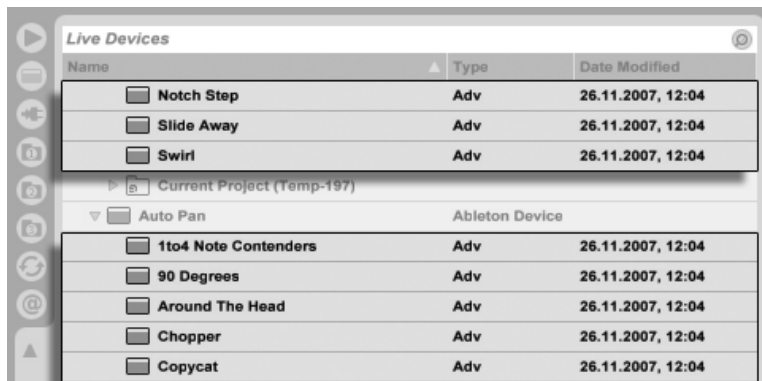 Live Devices
Name Type Date Modified
Notch Step Adv 26.11.2007, 12:04
Slide Away Adv 26.11.2007, 12:04
Swirl Adv 26.11.2007, 12:04
Current Project (Temp-197)
Auto Pan Ableton Device
1to4 Note Contenders Adv 26.11.2007, 12:04
90 Degrees Adv 26.11.2007, 12:04
Around The Head Adv 26.11.2007, 12:04
Chopper Adv 26.11.2007, 12:04
Copycat Adv 26.11.2007, 12:04
1
2
3
@